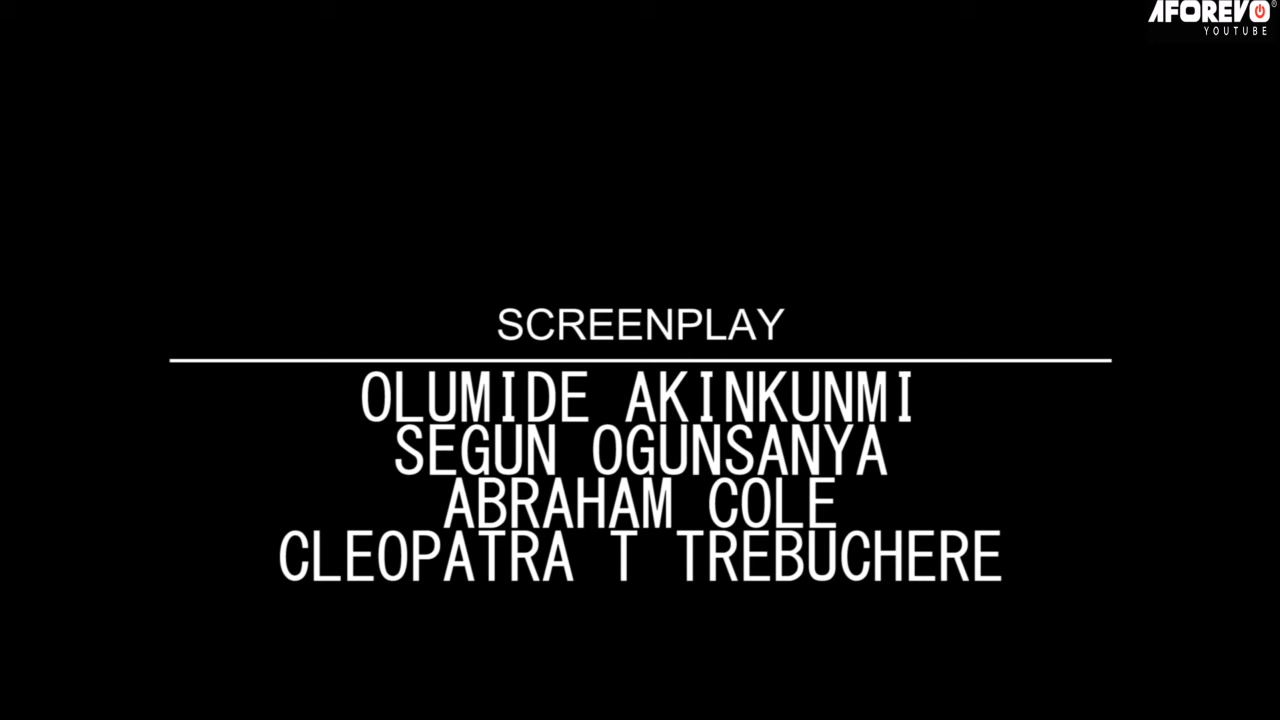 AFOREVO®
YOUTUBE
SCREENPLAY
OLUMIDE AKINKUNMI
SEGUN OGUNSANYA
ABRAHAM COLE
CLEOPATRA T TREBUCHERE